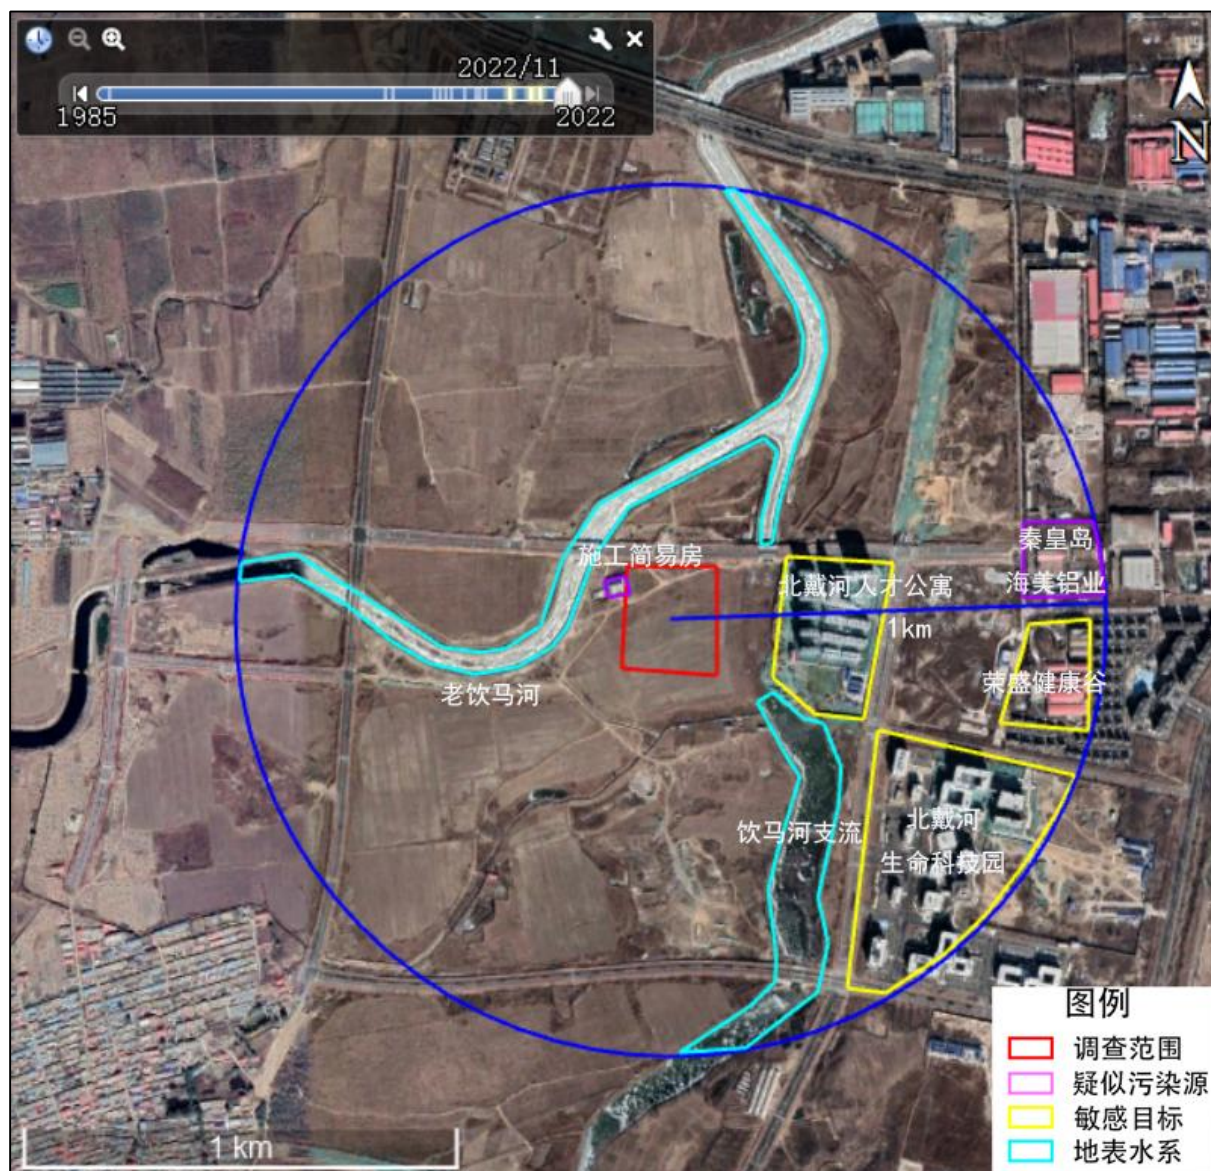 2022/11
1985
2022
N
施工简易房
秦皇岛
海美铝业
北戴河人才公寓
1km
荣盛健康谷
老饮马河
饮马河支流
北戴河
生命科技园
图例
调查范围
疑似污染源
敏感目标
地表水系
1 km